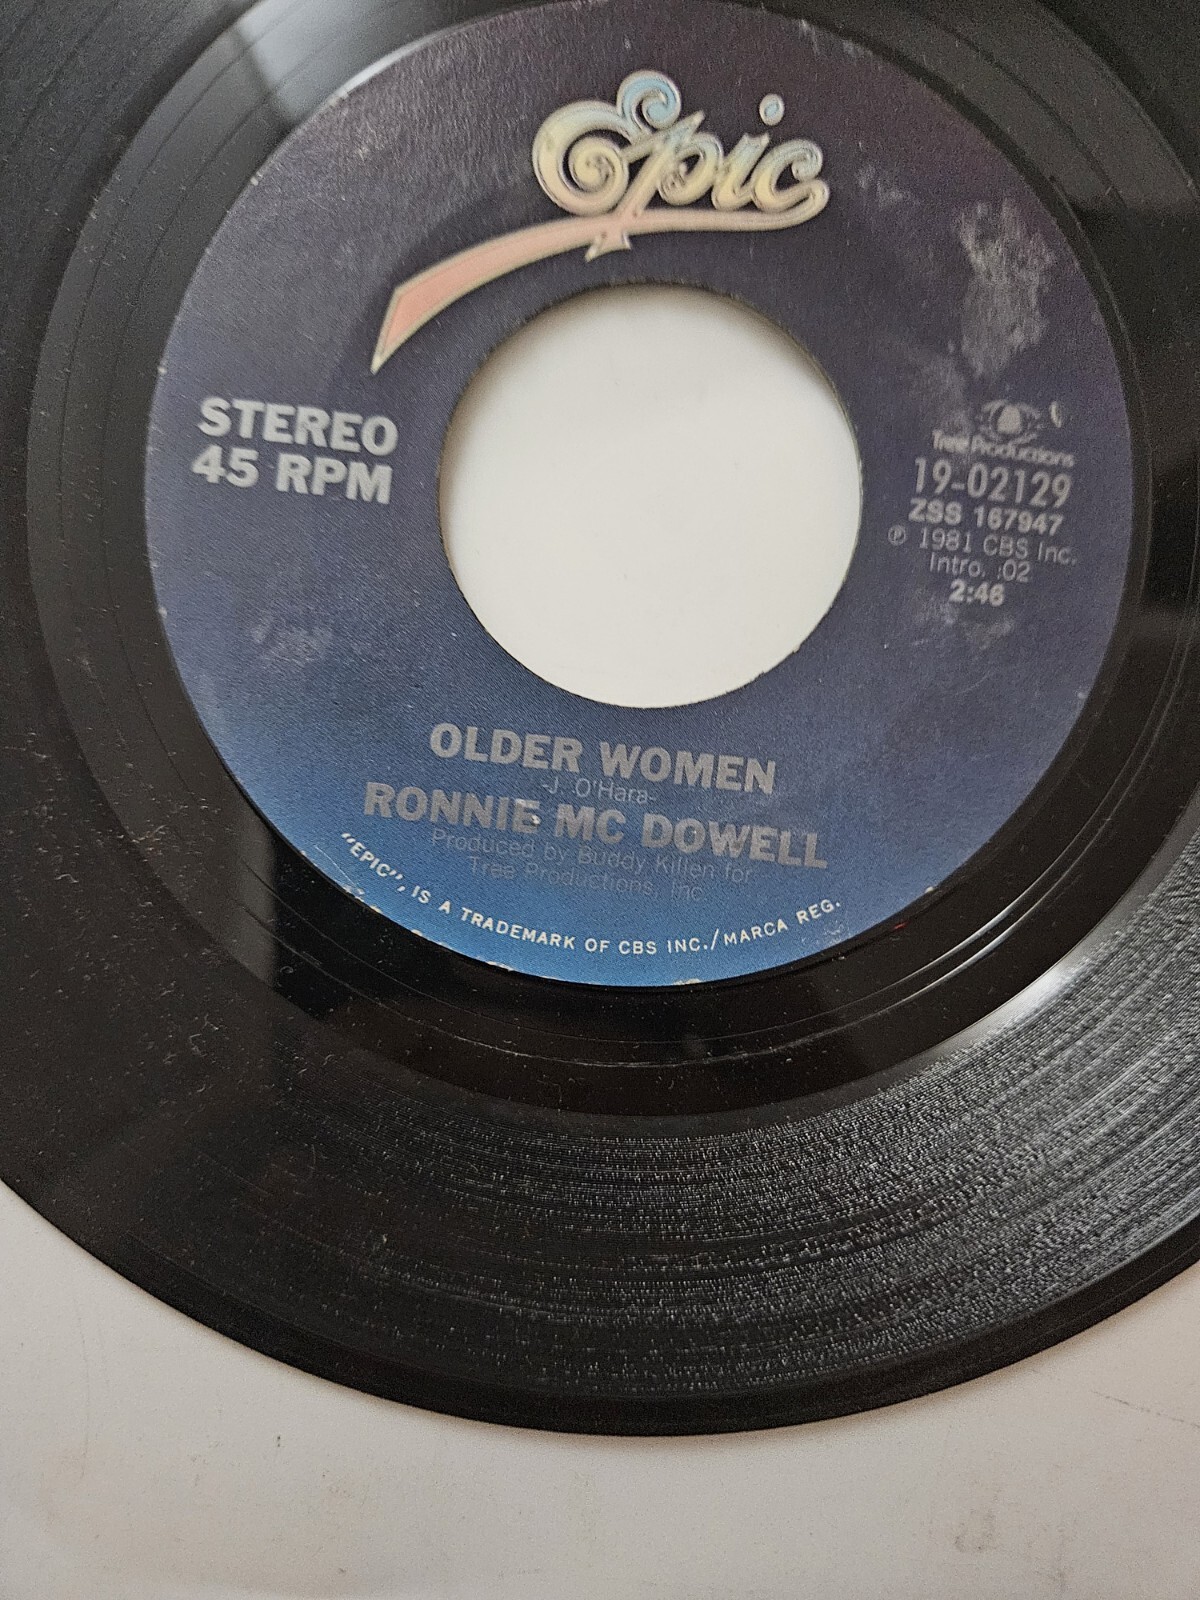 Epic
STEREO
45 RPM
Tree Productions
19-02129
ZSS 167947
℗ 1981 CBS Inc.
Intro. :02
2:46
OLDER WOMEN
-J. O'Hara-
RONNIE MC DOWELL
Produced by Buddy Killen for
Tree Productions, Inc.
"EPIC", IS A TRADEMARK OF CBS INC./MARCA REG.